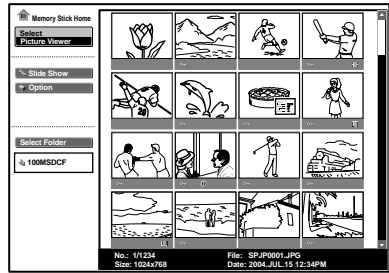 Memory Stick Home
Select
Picture Viewer
Slide Show
Option
Select Folder
100MSDCF
No.: 1/1234
File: SPJP0001.JPG
Size: 1024x768
Date: 2004.JUL.15 12:34PM